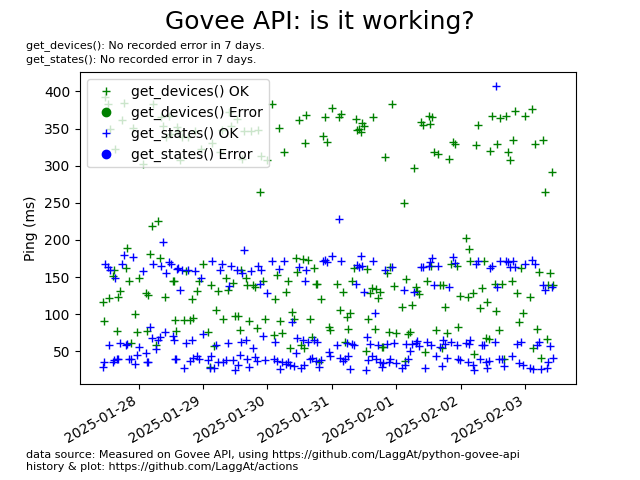 Govee API: is it working?
get_devices(): No recorded error in 7 days.
get_states(): No recorded error in 7 days.
get_devices() OK
get_devices() Error
get_states() OK
get_states() Error
Ping (ms)
400
350
300
250
200
150
100
50
2025-01-28
2025-01-29
2025-01-30
2025-01-31
2025-02-01
2025-02-02
2025-02-03
data source: Measured on Govee API, using https://github.com/LaggAt/python-govee-api
history & plot: https://github.com/LaggAt/actions